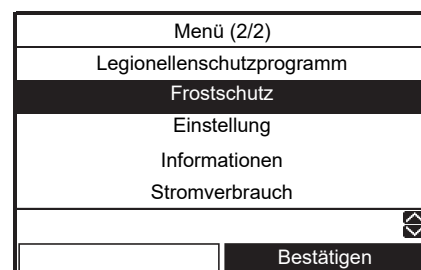 Menü (2/2)
Legionellenschutzprogramm
Frostschutz
Einstellung
Informationen
Stromverbrauch
Bestätigen